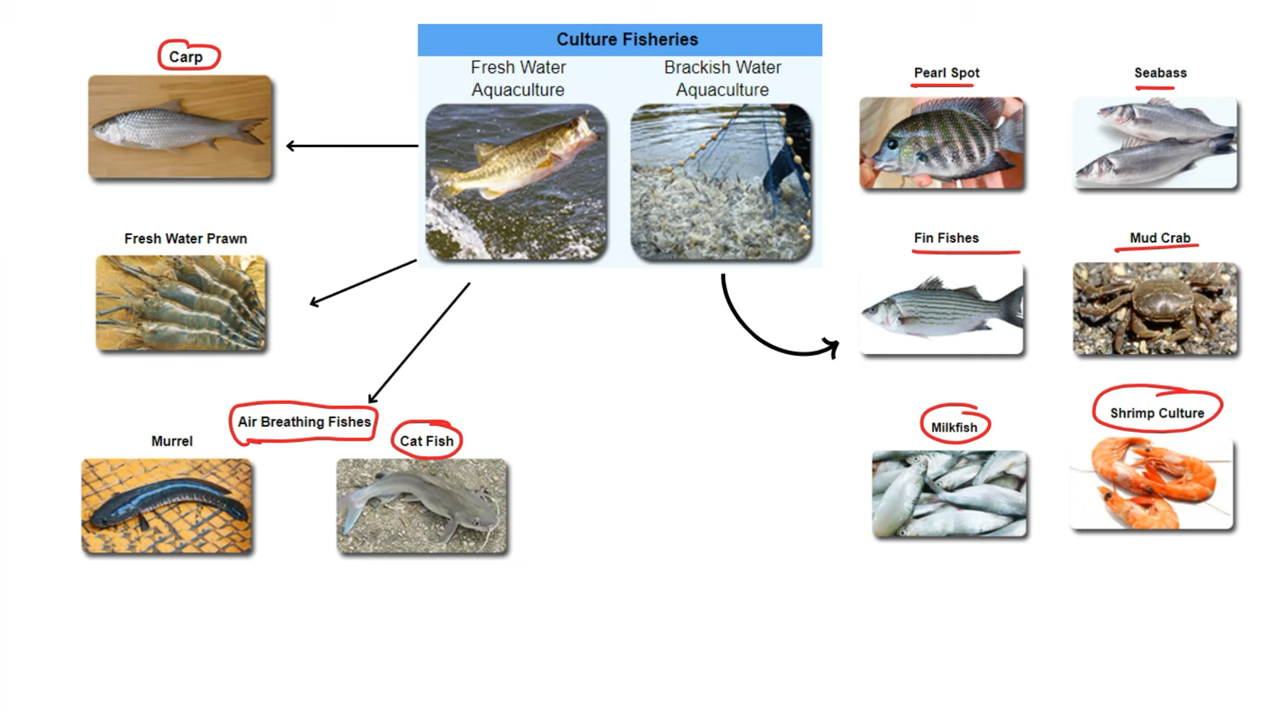 Culture Fisheries
Fresh Water
Aquaculture
Brackish Water
Aquaculture
Carp
Fresh Water Prawn
Air Breathing Fishes
Murrel
Cat Fish
Pearl Spot
Seabass
Fin Fishes
Mud Crab
Milkfish
Shrimp Culture